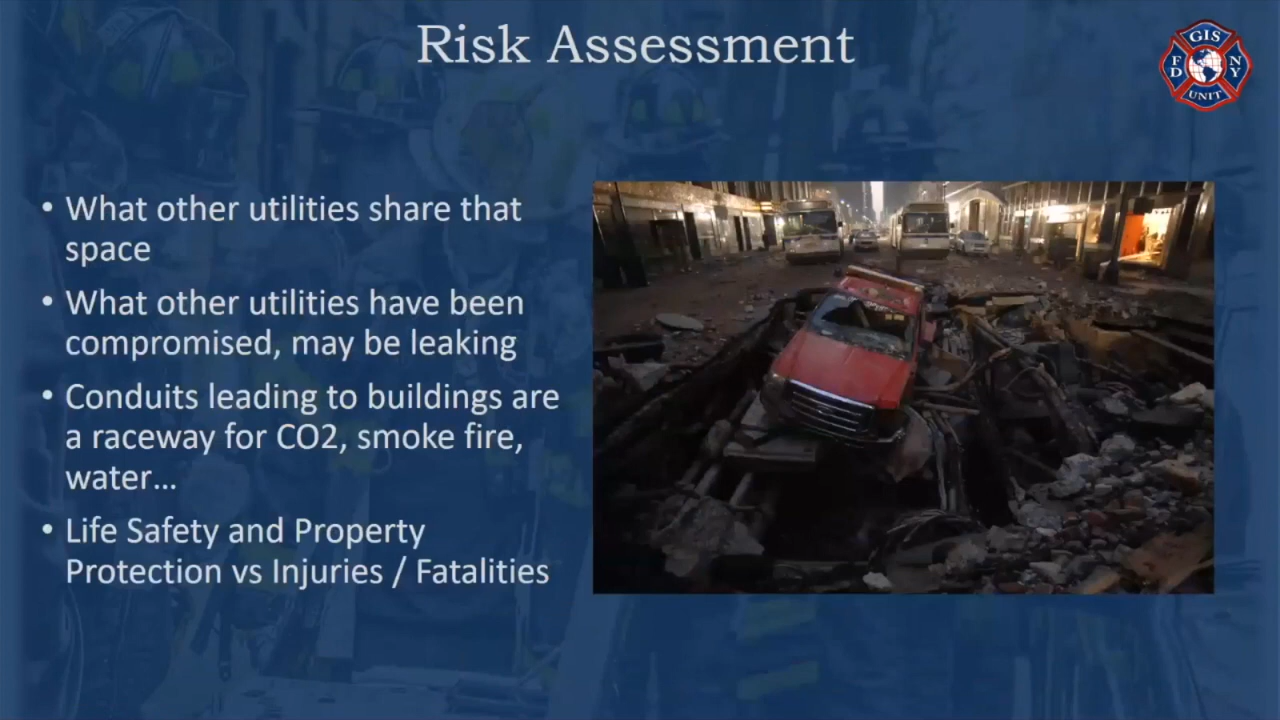 Risk Assessment
GIS
FD
NY
UNIT
• What other utilities share that
space
• What other utilities have been
compromised, may be leaking
• Conduits leading to buildings are
a raceway for CO2, smoke fire,
water...
• Life Safety and Property
Protection vs Injuries / Fatalities